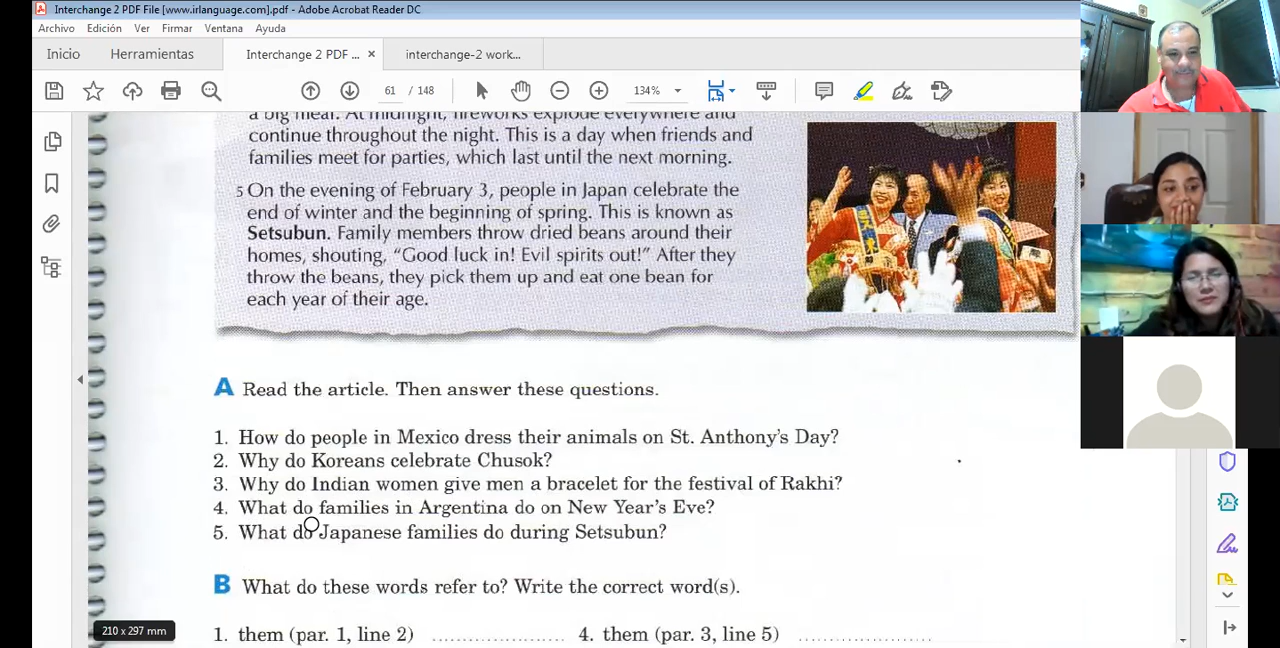 Interchange 2 PDF File [www.irlanguage.com].pdf - Adobe Acrobat Reader DC
Archivo Edición Ver Firmar Ventana Ayuda
Inicio Herramientas Interchange 2 PDF ... × interchange-2 work...
61 / 148 134%
a big meal. At midnight, fireworks explode everywhere and
continue throughout the night. This is a day when friends and
families meet for parties, which last until the next morning.
5 On the evening of February 3, people in Japan celebrate the
end of winter and the beginning of spring. This is known as
Setsubun. Family members throw dried beans around their
homes, shouting, “Good luck in! Evil spirits out!” After they
throw the beans, they pick them up and eat one bean for
each year of their age.
A Read the article. Then answer these questions.
1. How do people in Mexico dress their animals on St. Anthony's Day?
2. Why do Koreans celebrate Chusok?
3. Why do Indian women give men a bracelet for the festival of Rakhi?
4. What do families in Argentina do on New Year's Eve?
5. What do Japanese families do during Setsubun?
B What do these words refer to? Write the correct word(s).
1. them (par. 1, line 2) ..................... 4. them (par. 3, line 5) .....................
210 x 297 mm